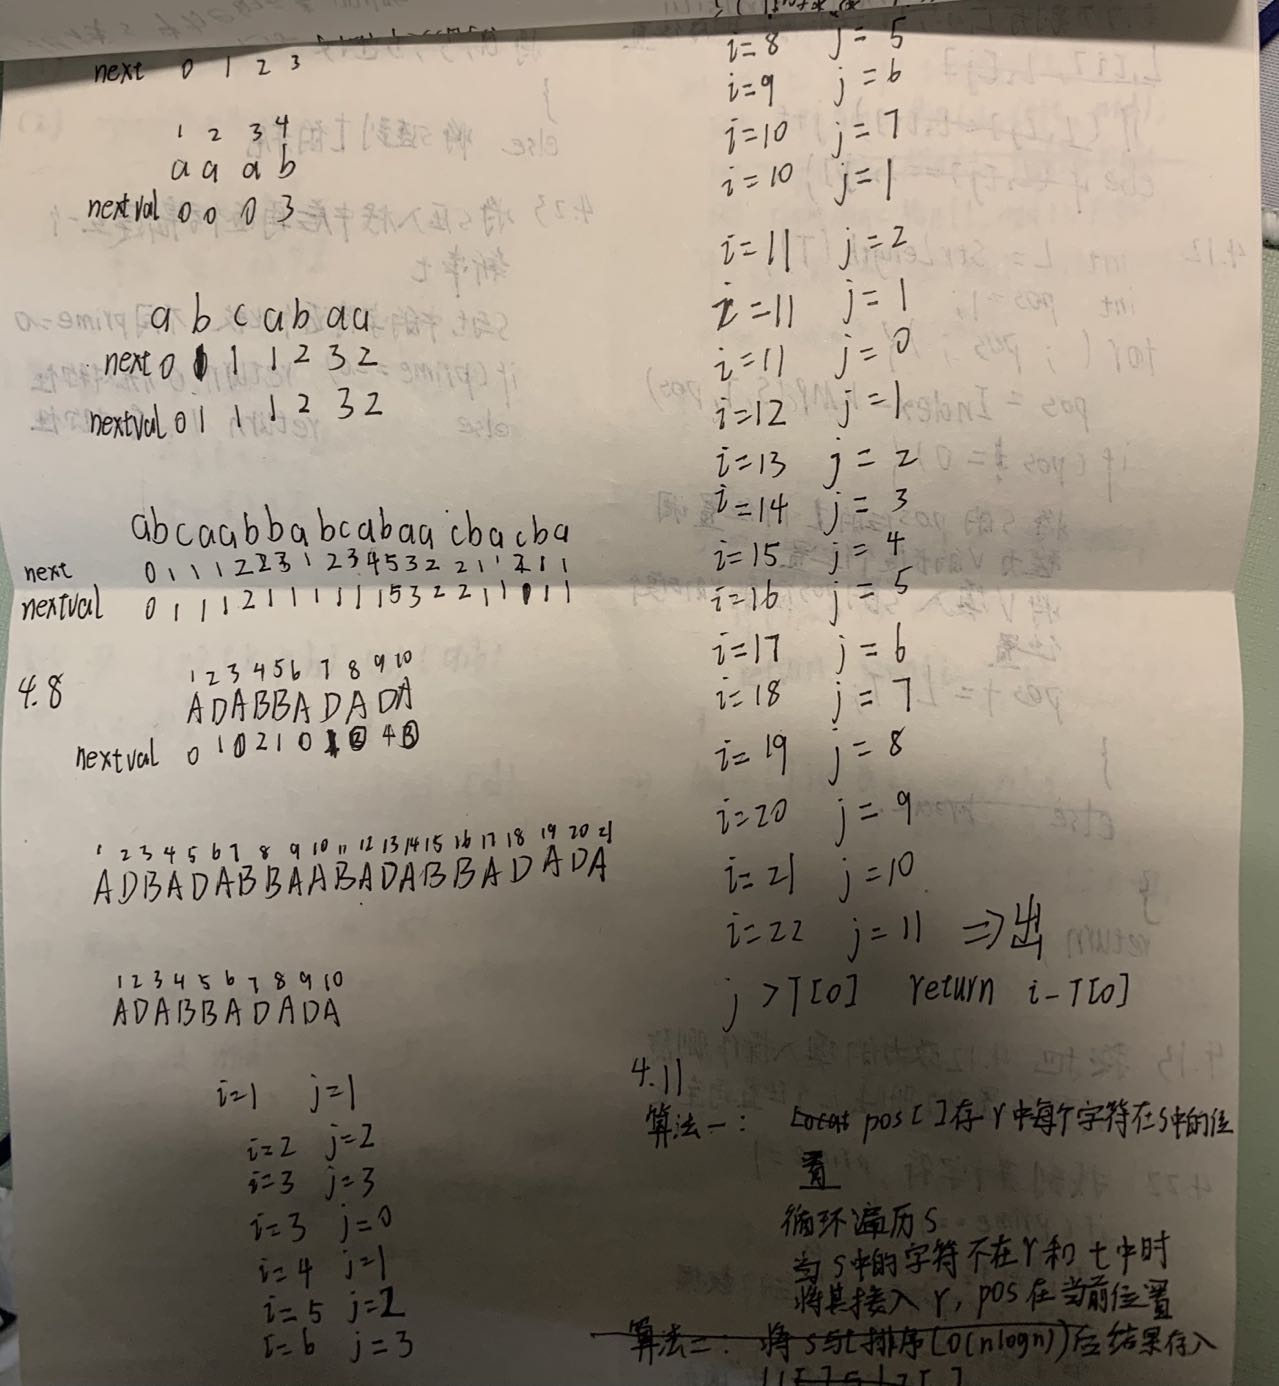 next 0 1 2 3
1 2 3 4
a a a b
nextval 0 0 0 3
a b c a b a a
next 0 1 1 1 2 3 2
nextval 0 1 1 1 2 3 2
abcaabbabcabaacbacba
next 0 1 1 1 2 2 3 1 2 3 4 5 3 2 2 1 1 2 1 1
nextval 0 1 1 1 2 1 1 1 1 1 1 5 3 2 2 1 1 1 1
4.8
1 2 3 4 5 6 7 8 9 10
ADABBADADA
nextval 0 1 0 2 1 0 1 0 4 0
1 2 3 4 5 6 7 8 9 10 11 12 13 14 15 16 17 18 19 20 21
ADBADABBAABADABBADADA
1 2 3 4 5 6 7 8 9 10
ADABBADADA
i=1 j=1
i=2 j=2
i=3 j=3
i=3 j=0
i=4 j=1
i=5 j=2
i=6 j=3
i=8 j=5
i=9 j=6
i=10 j=7
i=10 j=1
i=11 j=2
i=11 j=1
i=11 j=0
i=12 j=1
i=13 j=2
i=14 j=3
i=15 j=4
i=16 j=5
i=17 j=6
i=18 j=7
i=19 j=8
i=20 j=9
i=21 j=10
i=22 j=11 ⇒出
j>T[0] return i-T[0]
4.11
算法一: pos[]存r中每个字符在s中的位
置
循环遍历s
当s中的字符不在r和t中时
将其接入r,pos在当前位置
算法二: 将s与t排序(O(nlogn))后结果存入